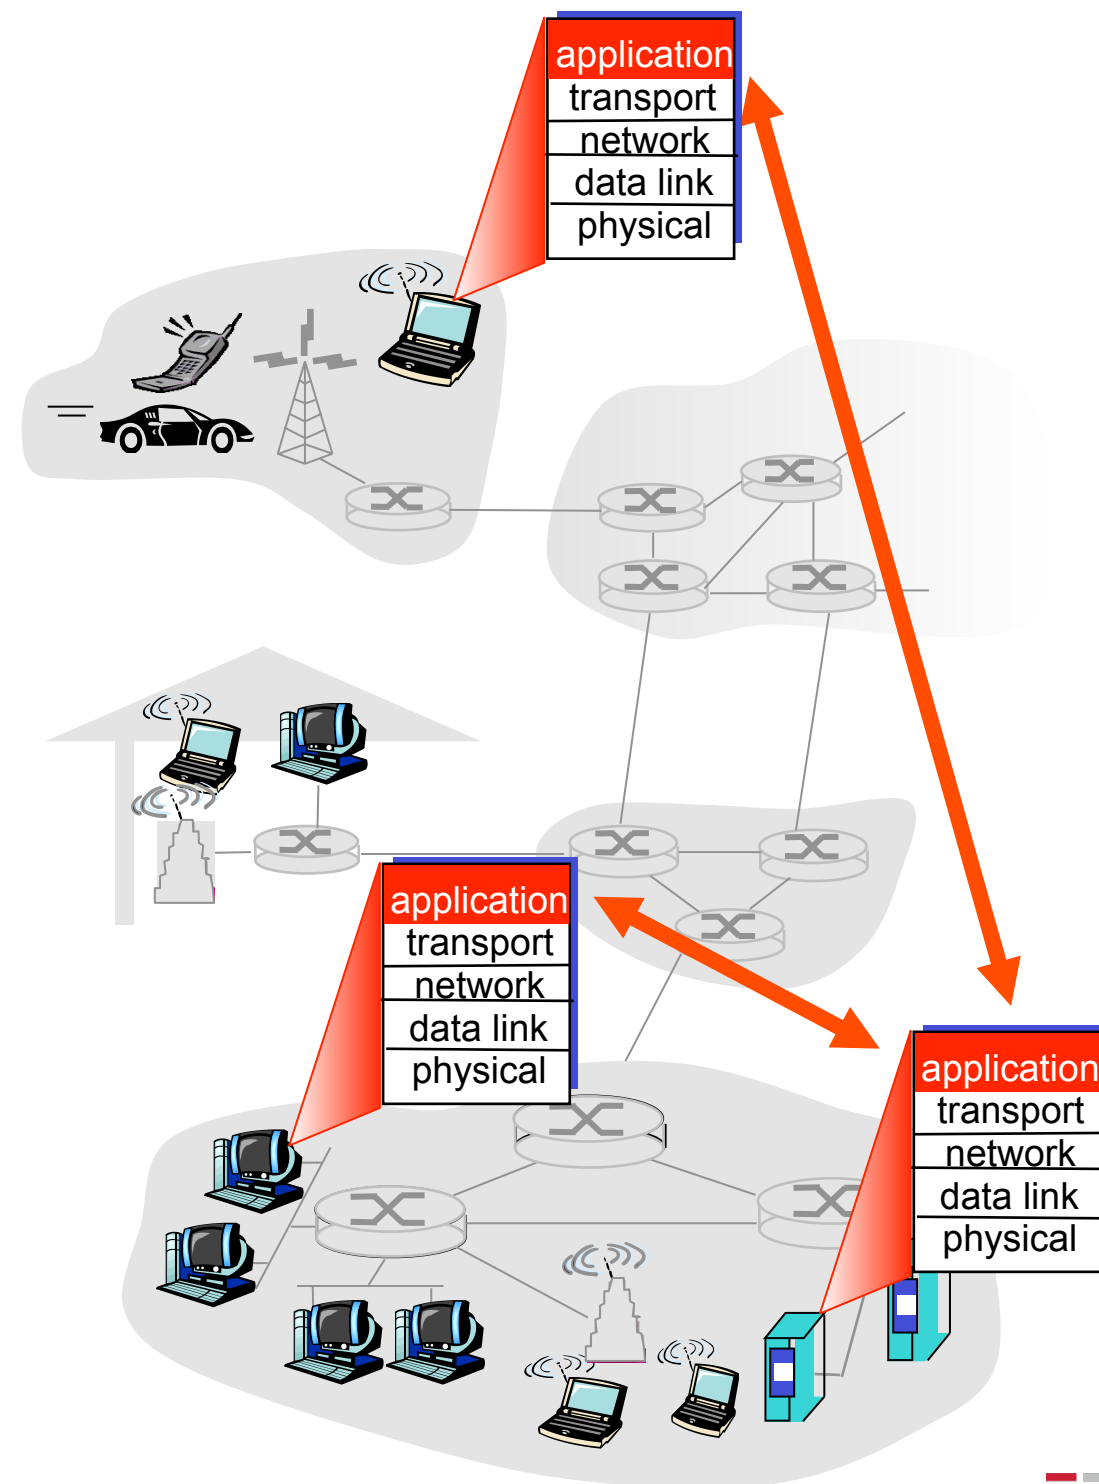 application
transport
network
data link
physical
application
transport
network
data link
physical
application
transport
network
data link
physical